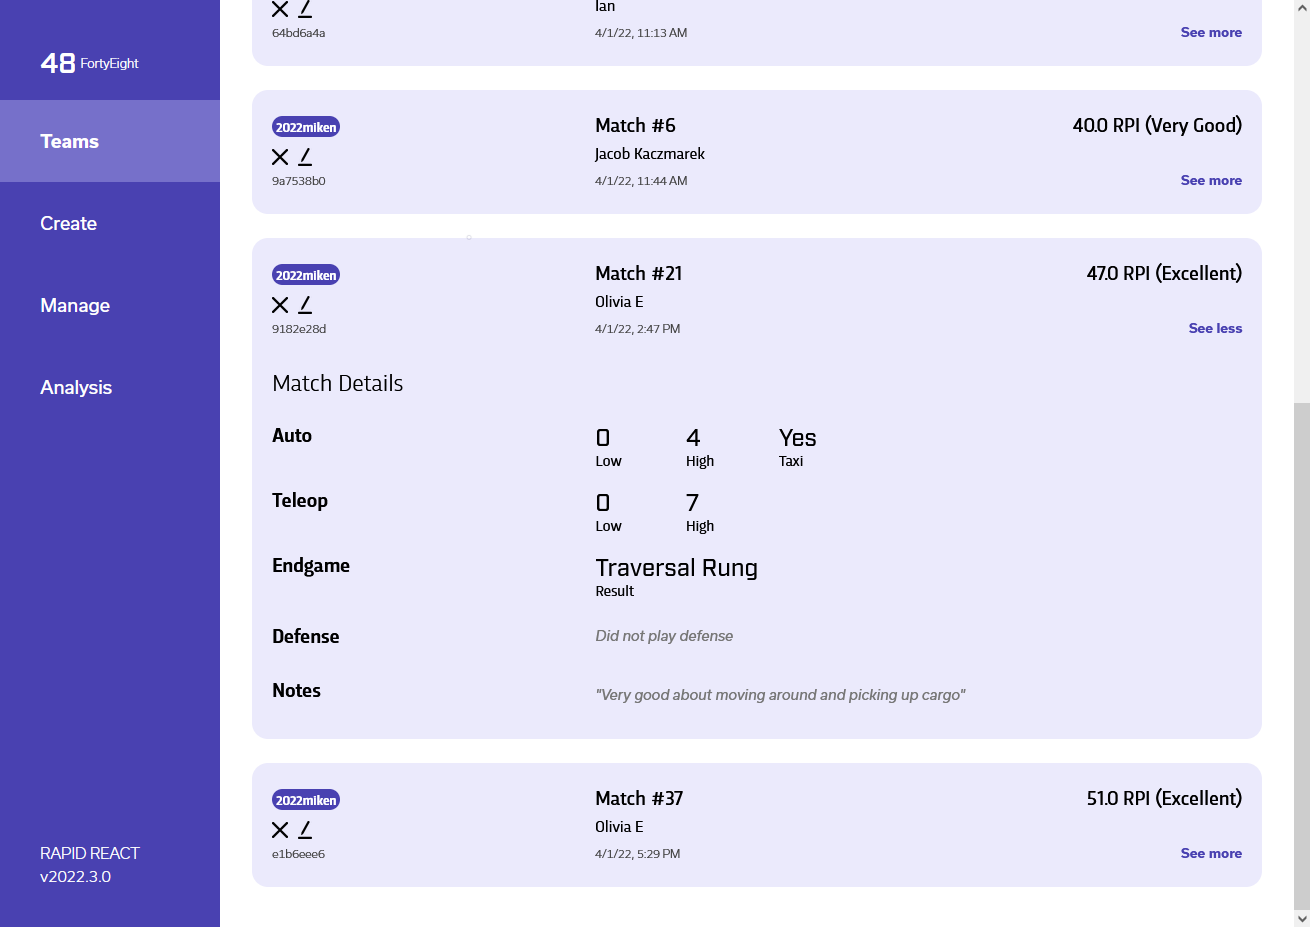 48 FortyEight
Teams
Create
Manage
Analysis
RAPID REACT
v2022.3.0
Ian
64bd6a4a
4/1/22, 11:13 AM
See more
2022miken
Match #6
40.0 RPI (Very Good)
Jacob Kaczmarek
9a7538b0
4/1/22, 11:44 AM
See more
2022miken
Match #21
47.0 RPI (Excellent)
Olivia E
9182e28d
4/1/22, 2:47 PM
See less
Match Details
Auto
0 4 Yes
Low High Taxi
Teleop
0 7
Low High
Endgame
Traversal Rung
Result
Defense
Did not play defense
Notes
"Very good about moving around and picking up cargo"
2022miken
Match #37
51.0 RPI (Excellent)
Olivia E
e1b6eee6
4/1/22, 5:29 PM
See more